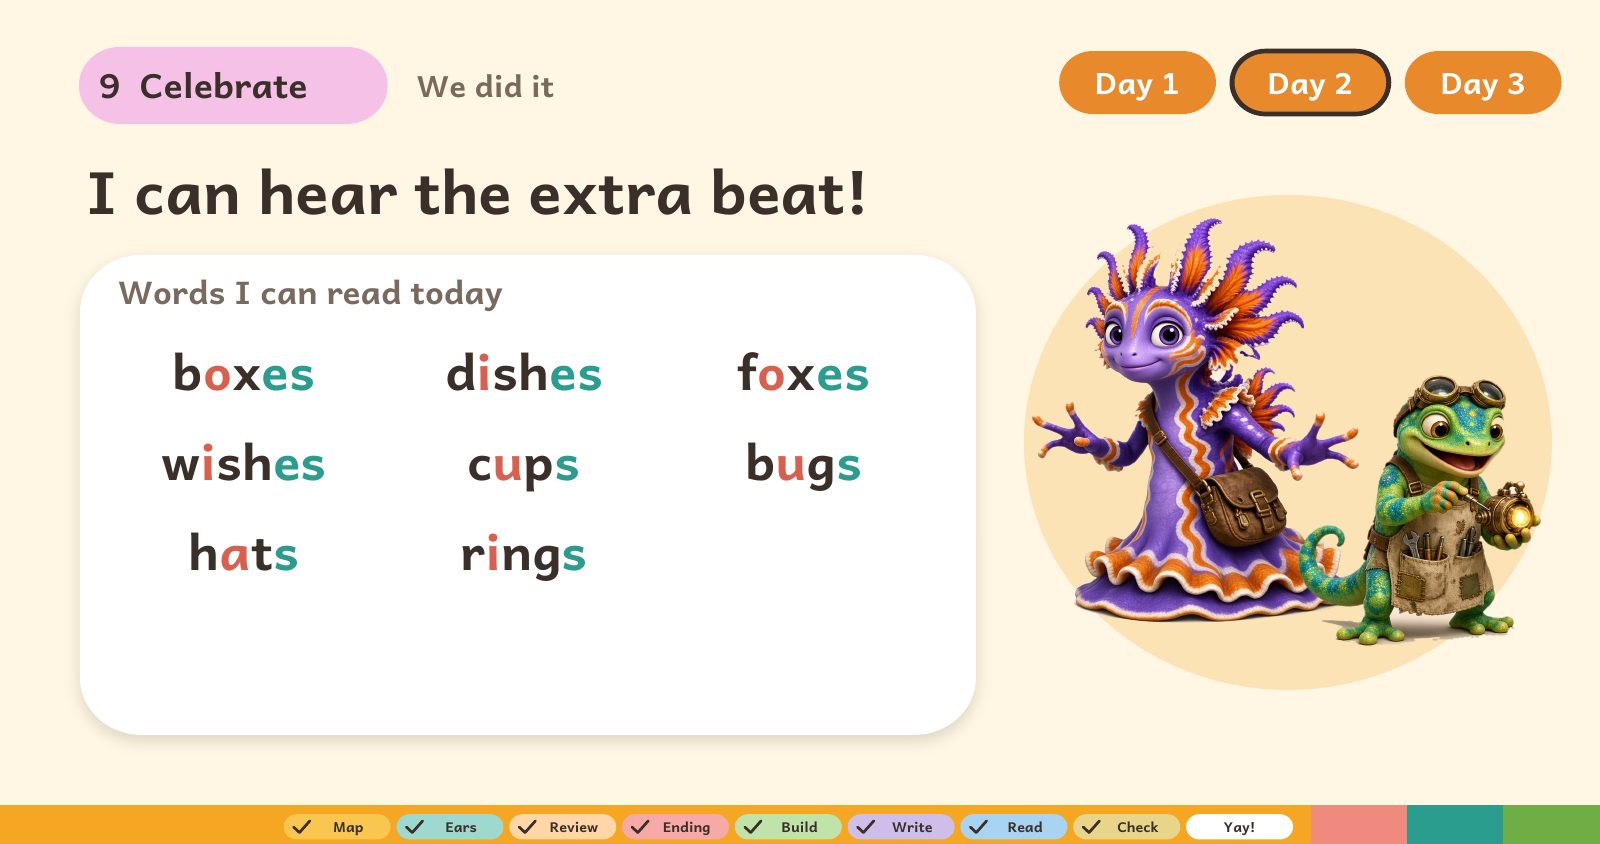 9 Celebrate We did it Day 1 Day 2 Day 3
I can hear the extra beat!
Words I can read today
boxes dishes foxes
wishes cups bugs
hats rings
Map Ears Review Ending Build Write Read Check Yay!